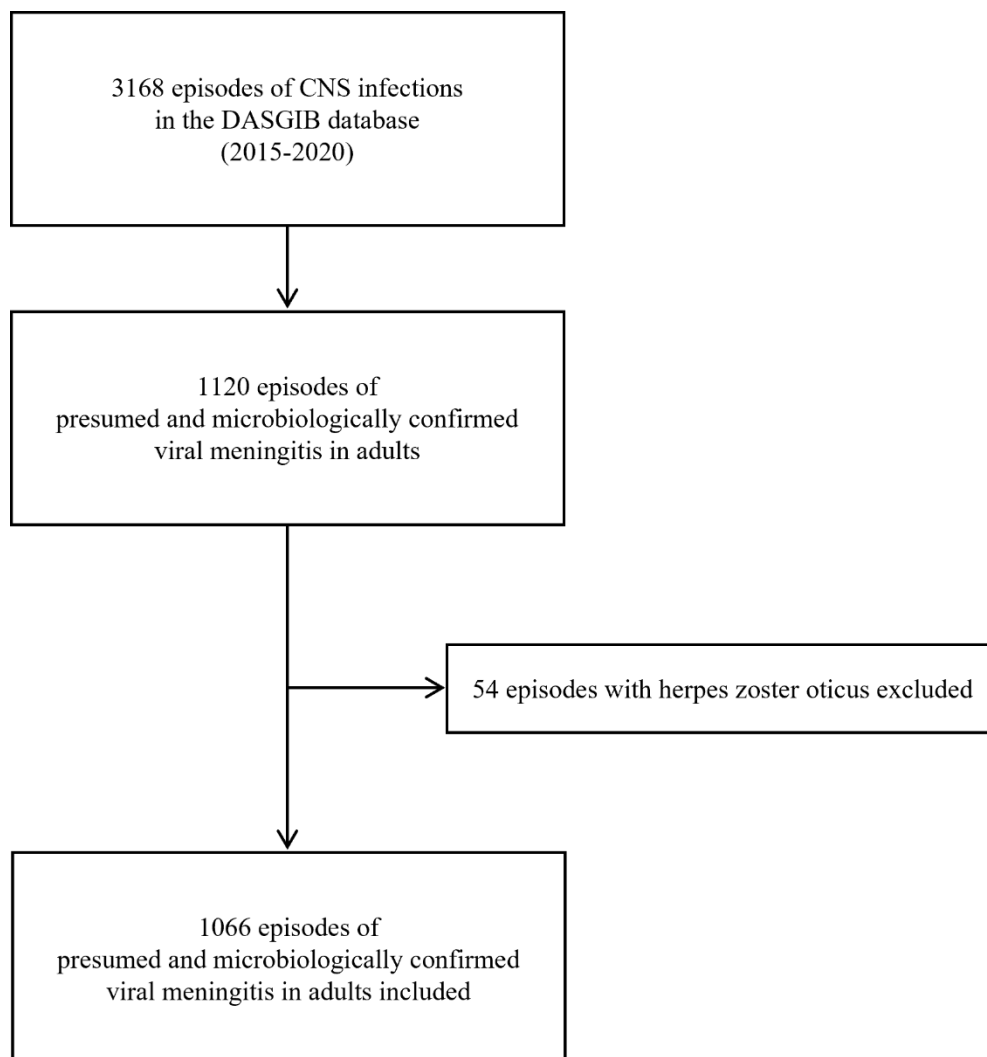 3168 episodes of CNS infections
in the DASGIB database
(2015-2020)
1120 episodes of
presumed and microbiologically confirmed
viral meningitis in adults
54 episodes with herpes zoster oticus excluded
1066 episodes of
presumed and microbiologically confirmed
viral meningitis in adults included